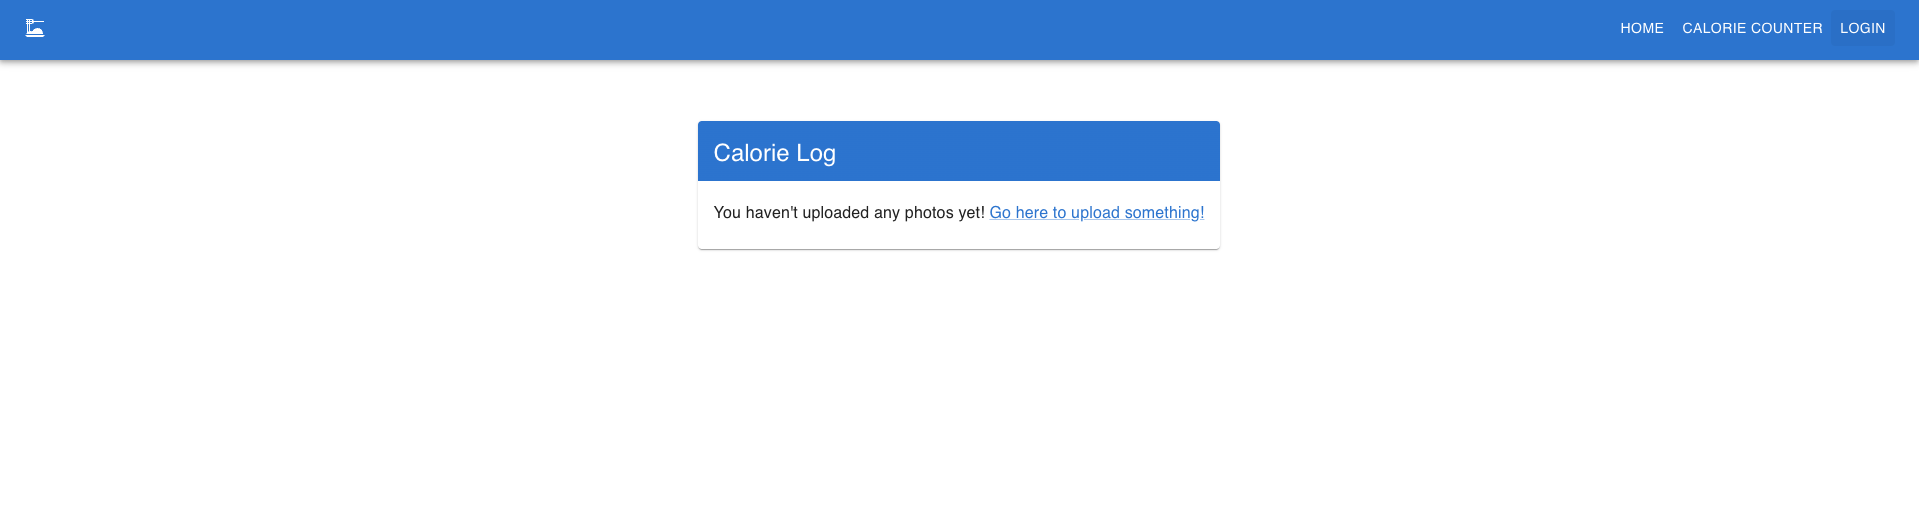 HOME CALORIE COUNTER LOGIN
Calorie Log
You haven't uploaded any photos yet! Go here to upload something!